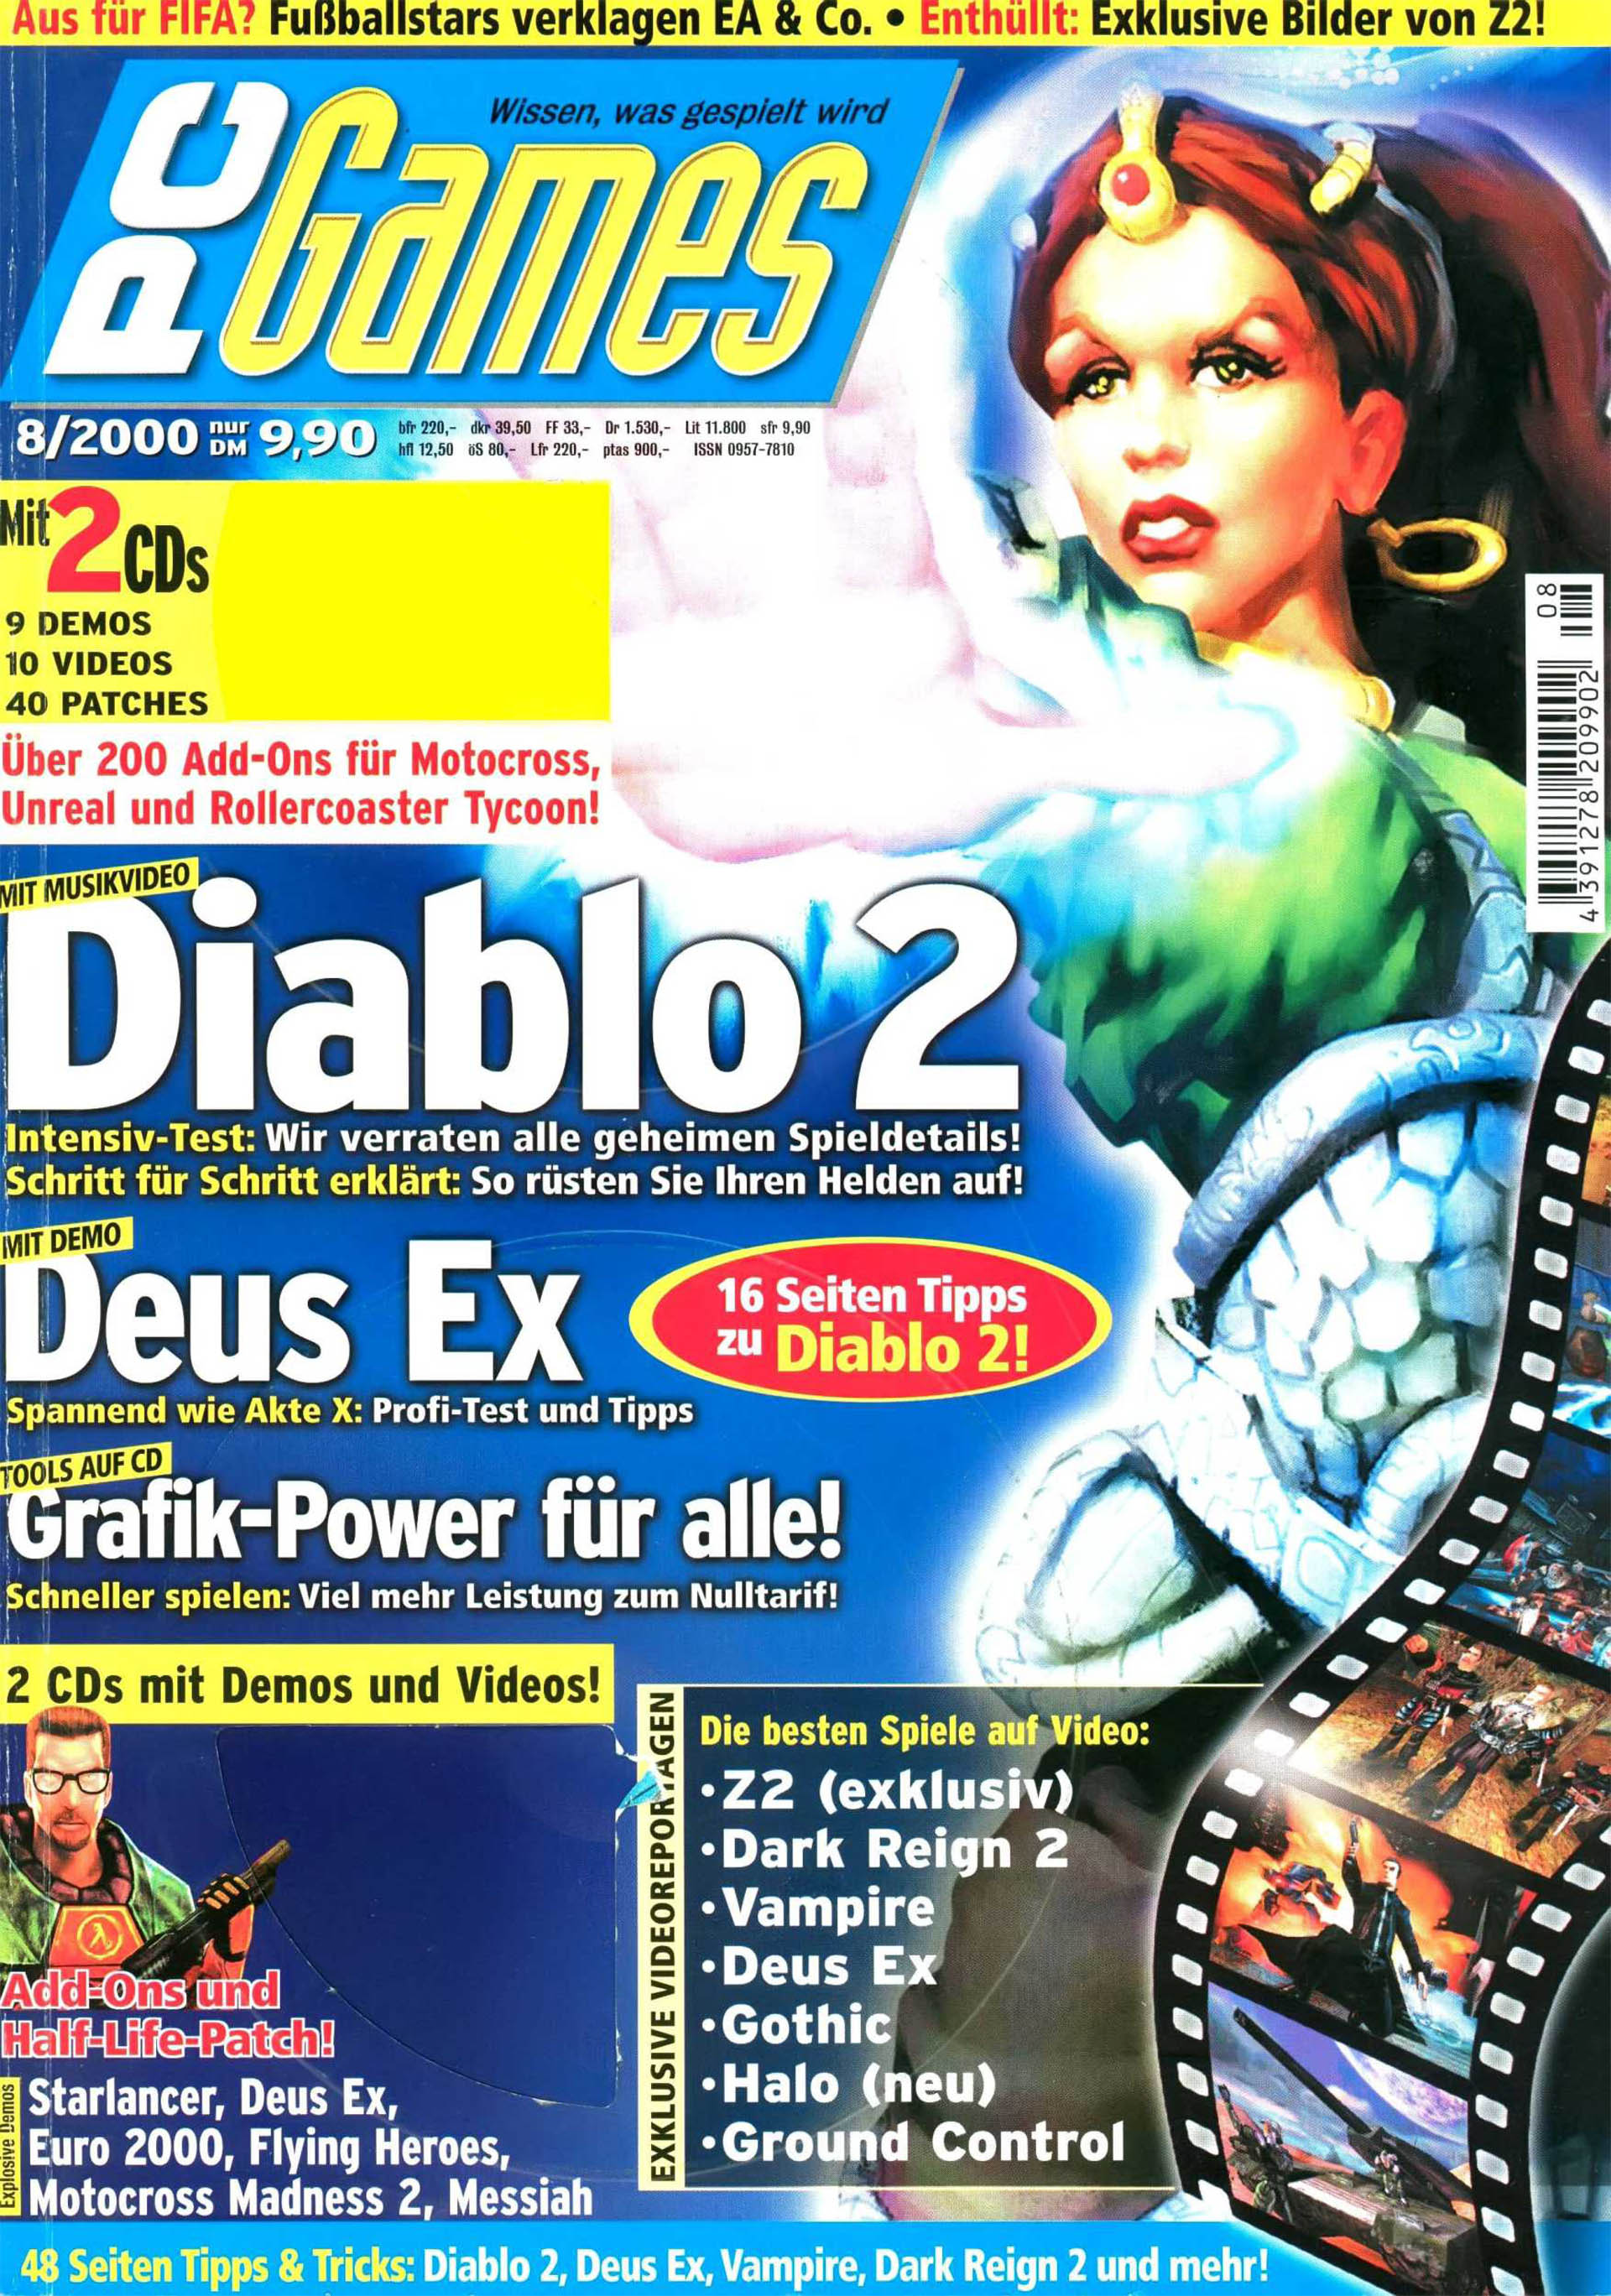 Aus für FIFA? Fußballstars verklagen EA & Co. • Enthüllt: Exklusive Bilder von Z2!
Wissen, was gespielt wird
PC Games
8/2000 nur DM 9,90
bfr 220,- dkr 39,50 FF 33,- Dr 1.530,- Lit 11.800 sfr 9,90
hfl 12,50 öS 80,- Lfr 220,- ptas 900,- ISSN 0957-7810
Mit 2 CDs
9 DEMOS
10 VIDEOS
40 PATCHES
08
4 391278 209902
Über 200 Add-Ons für Motocross,
Unreal und Rollercoaster Tycoon!
MIT MUSIKVIDEO
Diablo 2
Intensiv-Test: Wir verraten alle geheimen Spieldetails!
Schritt für Schritt erklärt: So rüsten Sie Ihren Helden auf!
MIT DEMO
Deus Ex
16 Seiten Tipps
zu Diablo 2!
Spannend wie Akte X: Profi-Test und Tipps
TOOLS AUF CD
Grafik-Power für alle!
Schneller spielen: Viel mehr Leistung zum Nulltarif!
2 CDs mit Demos und Videos!
Add-Ons und
Half-Life-Patch!
Explosive Demos
Starlancer, Deus Ex,
Euro 2000, Flying Heroes,
Motocross Madness 2, Messiah
EXKLUSIVE VIDEOREPORTAGEN
Die besten Spiele auf Video:
•Z2 (exklusiv)
•Dark Reign 2
•Vampire
•Deus Ex
•Gothic
•Halo (neu)
•Ground Control
48 Seiten Tipps & Tricks: Diablo 2, Deus Ex, Vampire, Dark Reign 2 und mehr!